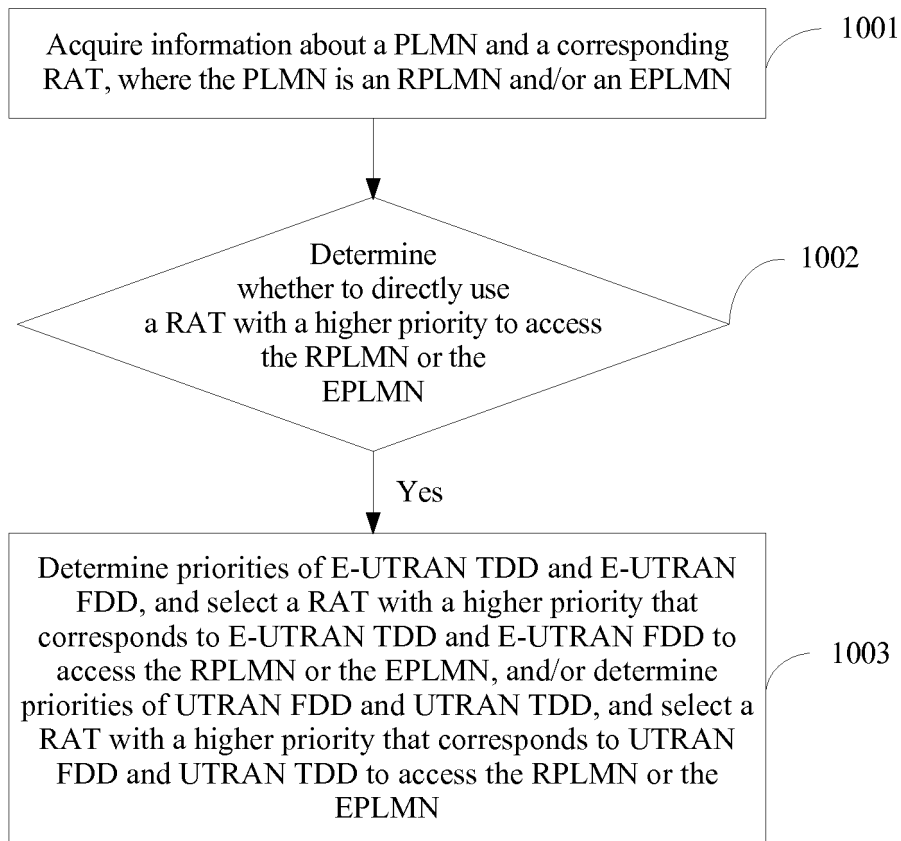 Acquire information about a PLMN and a corresponding
RAT, where the PLMN is an RPLMN and/or an EPLMN
1001
Determine
whether to directly use
a RAT with a higher priority to access
the RPLMN or the
EPLMN
1002
Yes
Determine priorities of E-UTRAN TDD and E-UTRAN
FDD, and select a RAT with a higher priority that
corresponds to E-UTRAN TDD and E-UTRAN FDD to
access the RPLMN or the EPLMN, and/or determine
priorities of UTRAN FDD and UTRAN TDD, and select a
RAT with a higher priority that corresponds to UTRAN
FDD and UTRAN TDD to access the RPLMN or the
EPLMN
1003